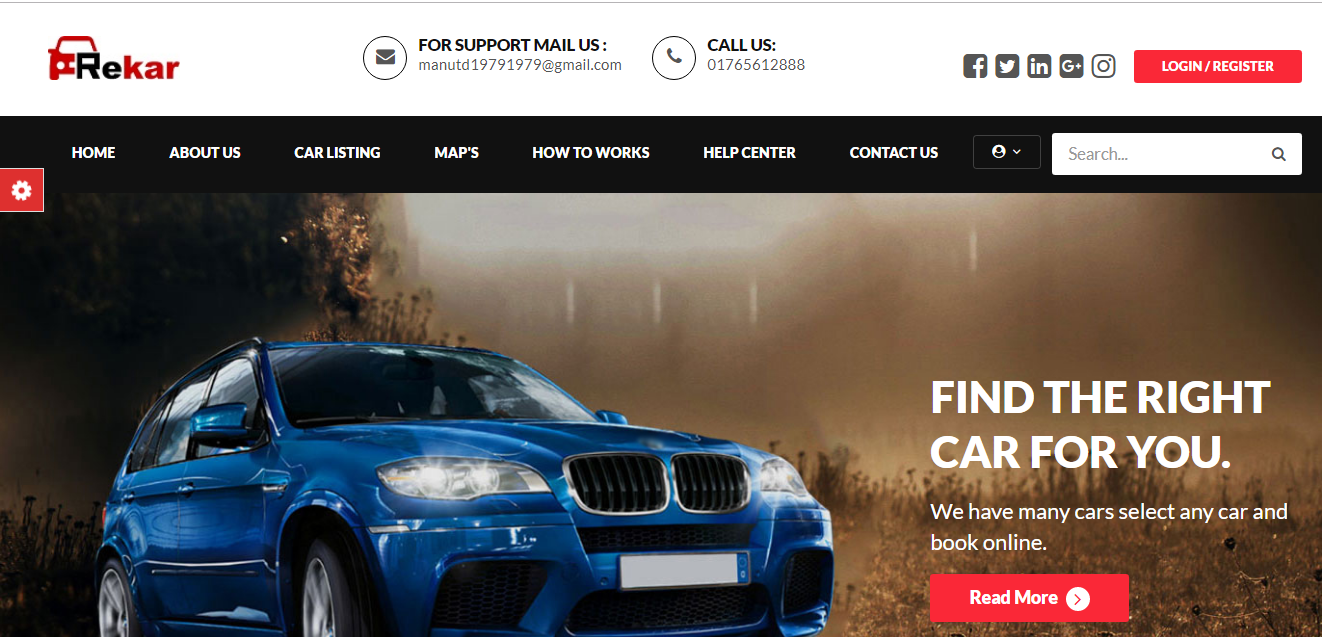 Rekar
FOR SUPPORT MAIL US :
manutd19791979@gmail.com
CALL US:
01765612888
LOGIN / REGISTER
HOME
ABOUT US
CAR LISTING
MAP'S
HOW TO WORKS
HELP CENTER
CONTACT US
Search...
FIND THE RIGHT
CAR FOR YOU.
We have many cars select any car and
book online.
Read More